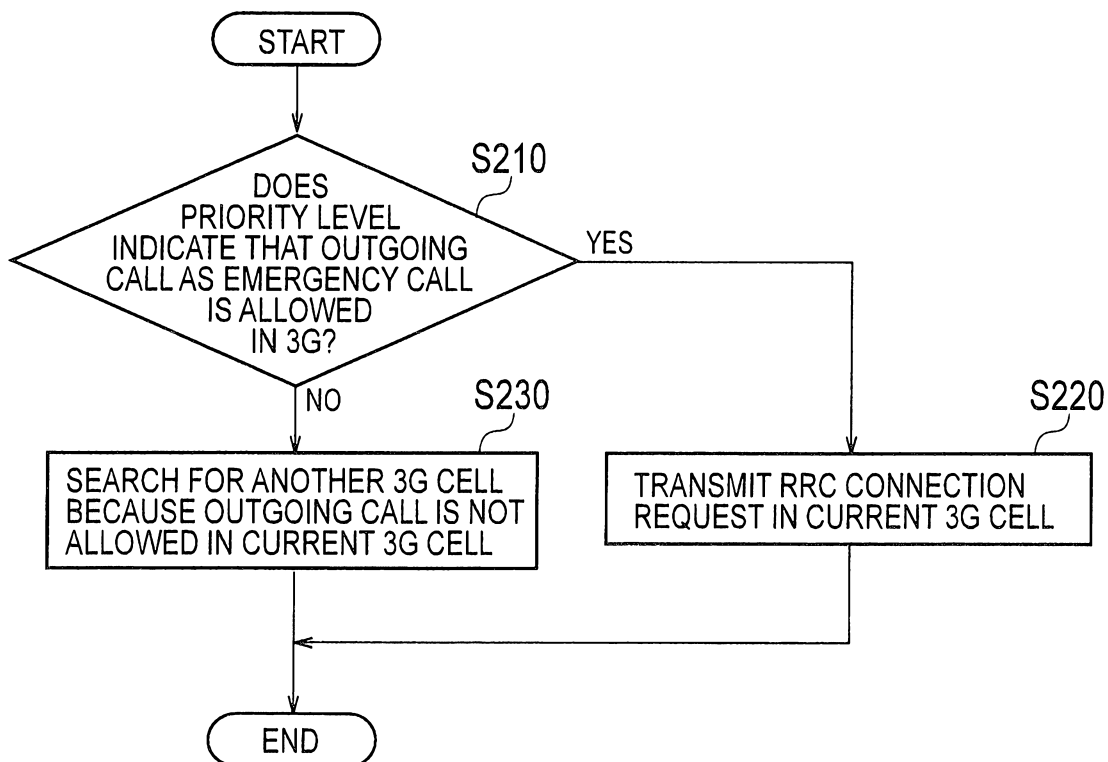 START
S210
DOES
PRIORITY LEVEL
INDICATE THAT OUTGOING
CALL AS EMERGENCY CALL
IS ALLOWED
IN 3G?
YES
NO
S230
SEARCH FOR ANOTHER 3G CELL
BECAUSE OUTGOING CALL IS NOT
ALLOWED IN CURRENT 3G CELL
S220
TRANSMIT RRC CONNECTION
REQUEST IN CURRENT 3G CELL
END